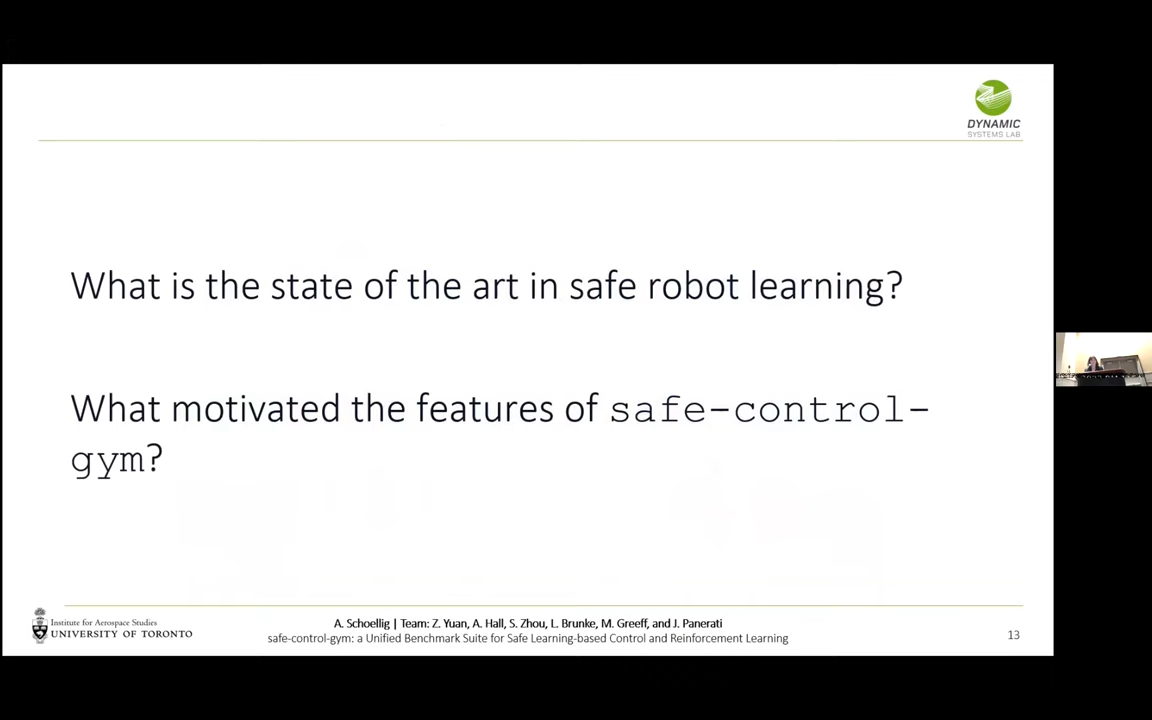 DYNAMIC
SYSTEMS LAB
What is the state of the art in safe robot learning?
What motivated the features of safe-control-
gym?
Institute for Aerospace Studies
UNIVERSITY OF TORONTO
A. Schoellig | Team: Z. Yuan, A. Hall, S. Zhou, L. Brunke, M. Greeff, and J. Panerati
safe-control-gym: a Unified Benchmark Suite for Safe Learning-based Control and Reinforcement Learning
13